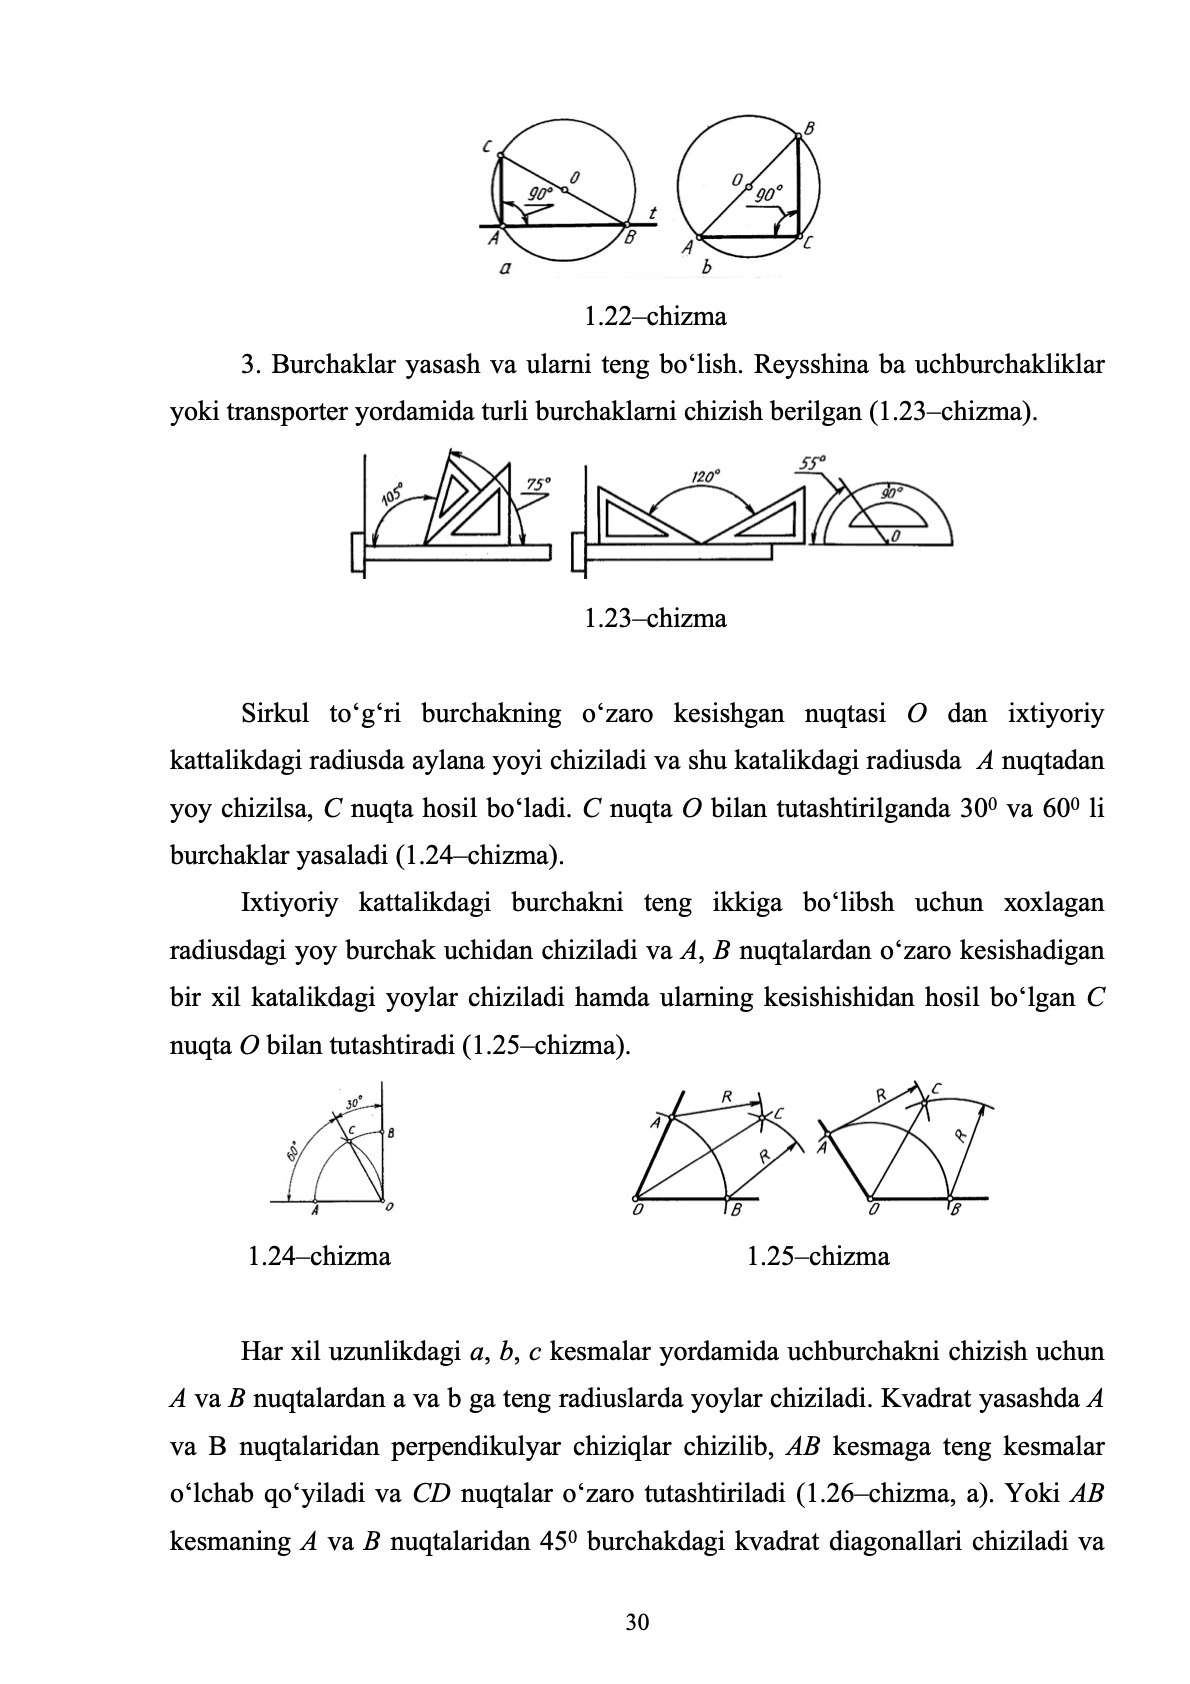 C
O
90°
A
B
t
a
B
O
90°
A
C
b
1.22–chizma
3. Burchaklar yasash va ularni teng bo‘lish. Reysshina ba uchburchakliklar
yoki transporter yordamida turli burchaklarni chizish berilgan (1.23–chizma).
105°
75°
120°
55°
90°
O
1.23–chizma
Sirkul to‘g‘ri burchakning o‘zaro kesishgan nuqtasi O dan ixtiyoriy
kattalikdagi radiusda aylana yoyi chiziladi va shu katalikdagi radiusda A nuqtadan
yoy chizilsa, C nuqta hosil bo‘ladi. C nuqta O bilan tutashtirilganda 30⁰ va 60⁰ li
burchaklar yasaladi (1.24–chizma).
Ixtiyoriy kattalikdagi burchakni teng ikkiga bo‘libsh uchun xoxlagan
radiusdagi yoy burchak uchidan chiziladi va A, B nuqtalardan o‘zaro kesishadigan
bir xil katalikdagi yoylar chiziladi hamda ularning kesishishidan hosil bo‘lgan C
nuqta O bilan tutashtiradi (1.25–chizma).
30°
60°
C
B
A
O
R
A
C
R
O
B
R
C
A
R
O
B
1.24–chizma
1.25–chizma
Har xil uzunlikdagi a, b, c kesmalar yordamida uchburchakni chizish uchun
A va B nuqtalardan a va b ga teng radiuslarda yoylar chiziladi. Kvadrat yasashda A
va B nuqtalaridan perpendikulyar chiziqlar chizilib, AB kesmaga teng kesmalar
o‘lchab qo‘yiladi va CD nuqtalar o‘zaro tutashtiriladi (1.26–chizma, a). Yoki AB
kesmaning A va B nuqtalaridan 45⁰ burchakdagi kvadrat diagonallari chiziladi va
30